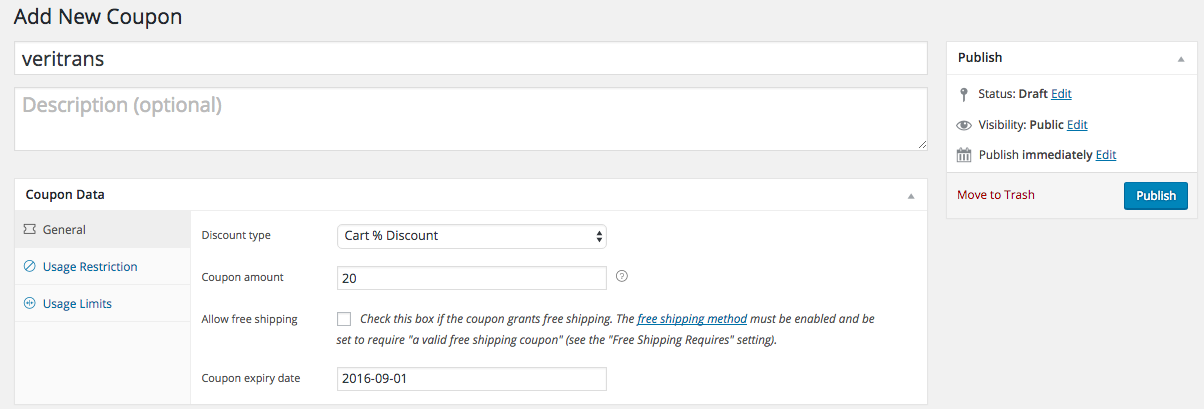 Add New Coupon
veritrans
Description (optional)
Publish
Status: Draft Edit
Visibility: Public Edit
Publish immediately Edit
Move to Trash
Publish
Coupon Data
General
Usage Restriction
Usage Limits
Discount type
Cart % Discount
Coupon amount
20
?
Allow free shipping
Check this box if the coupon grants free shipping. The free shipping method must be enabled and be
set to require "a valid free shipping coupon" (see the "Free Shipping Requires" setting).
Coupon expiry date
2016-09-01